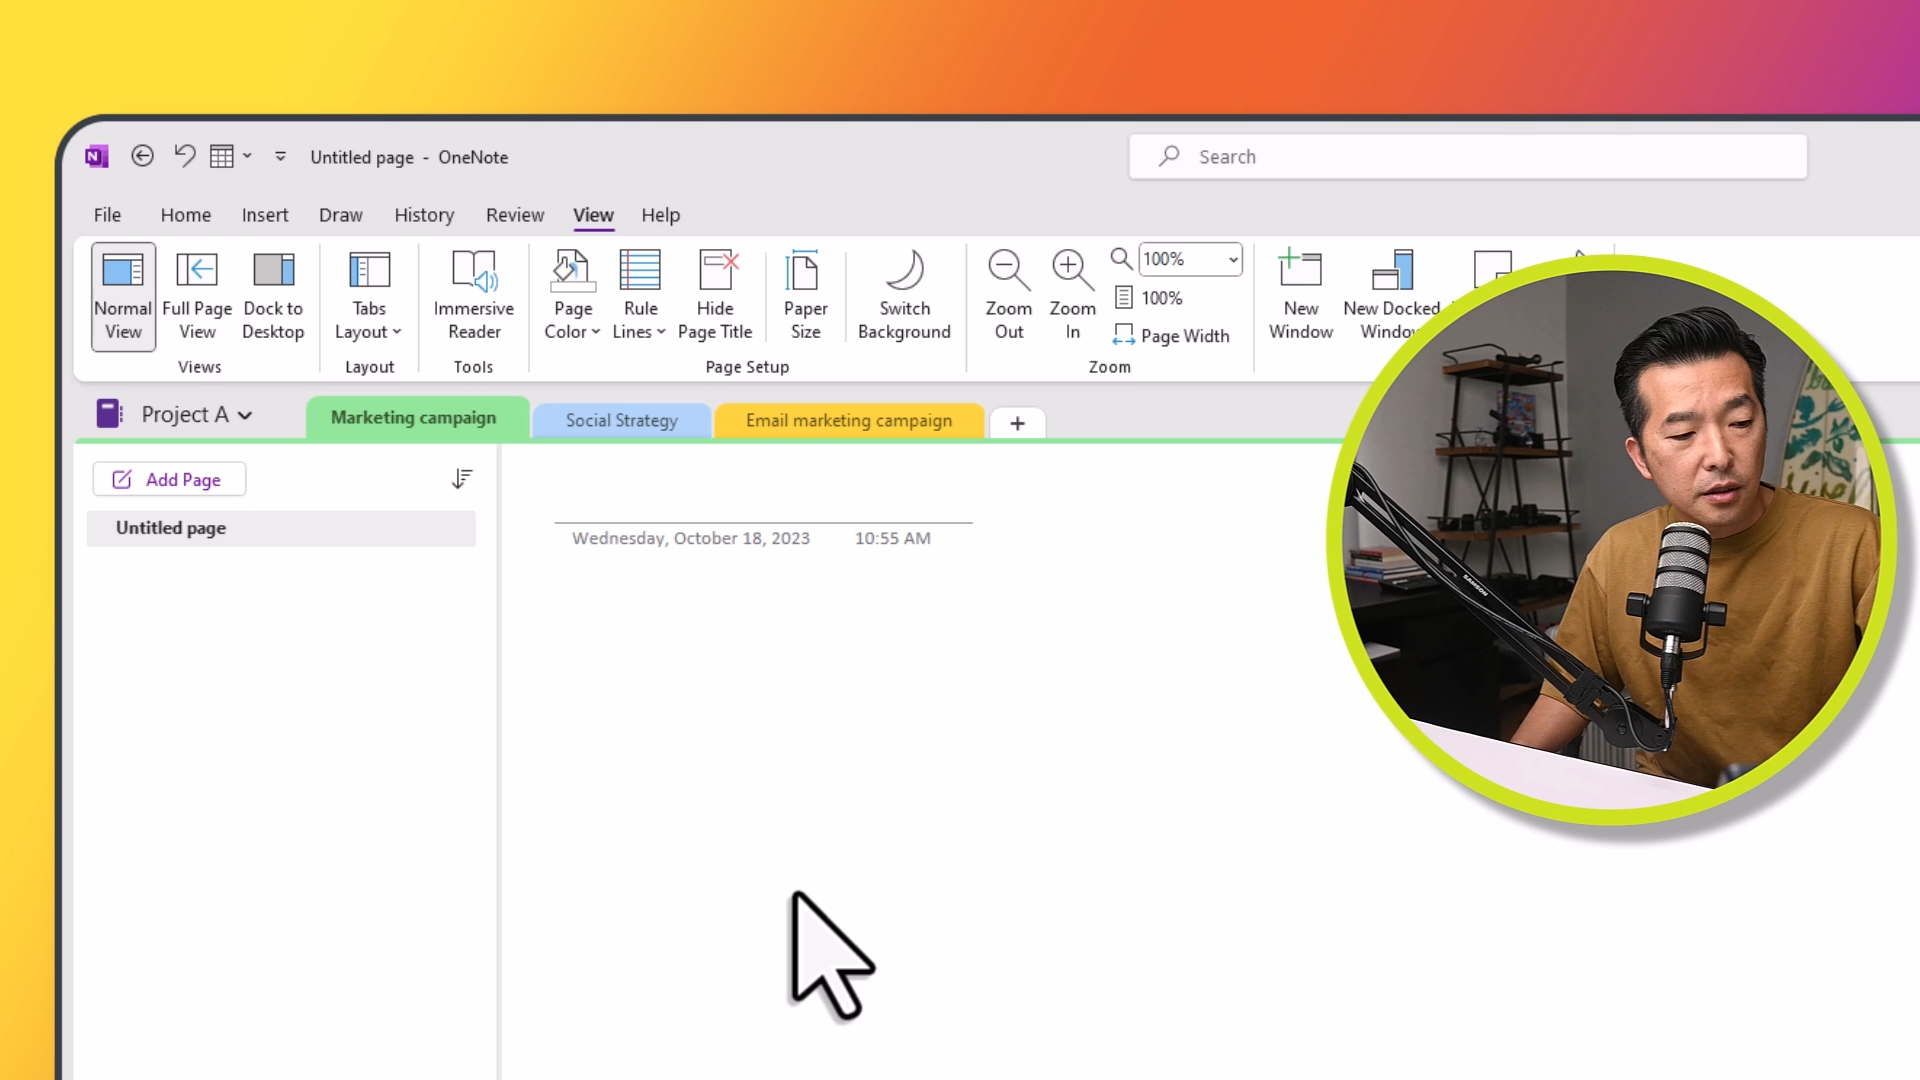 Untitled page - OneNote
Search
File Home Insert Draw History Review View Help
Normal View
Full Page View
Dock to Desktop
Views
Tabs Layout
Layout
Immersive Reader
Tools
Page Color
Rule Lines
Hide Page Title
Paper Size
Switch Background
Page Setup
Zoom Out
Zoom In
100%
100%
Page Width
Zoom
New Window
New Docked
Project A
Marketing campaign
Social Strategy
Email marketing campaign
Add Page
Untitled page
Wednesday, October 18, 2023 10:55 AM
SAMSON